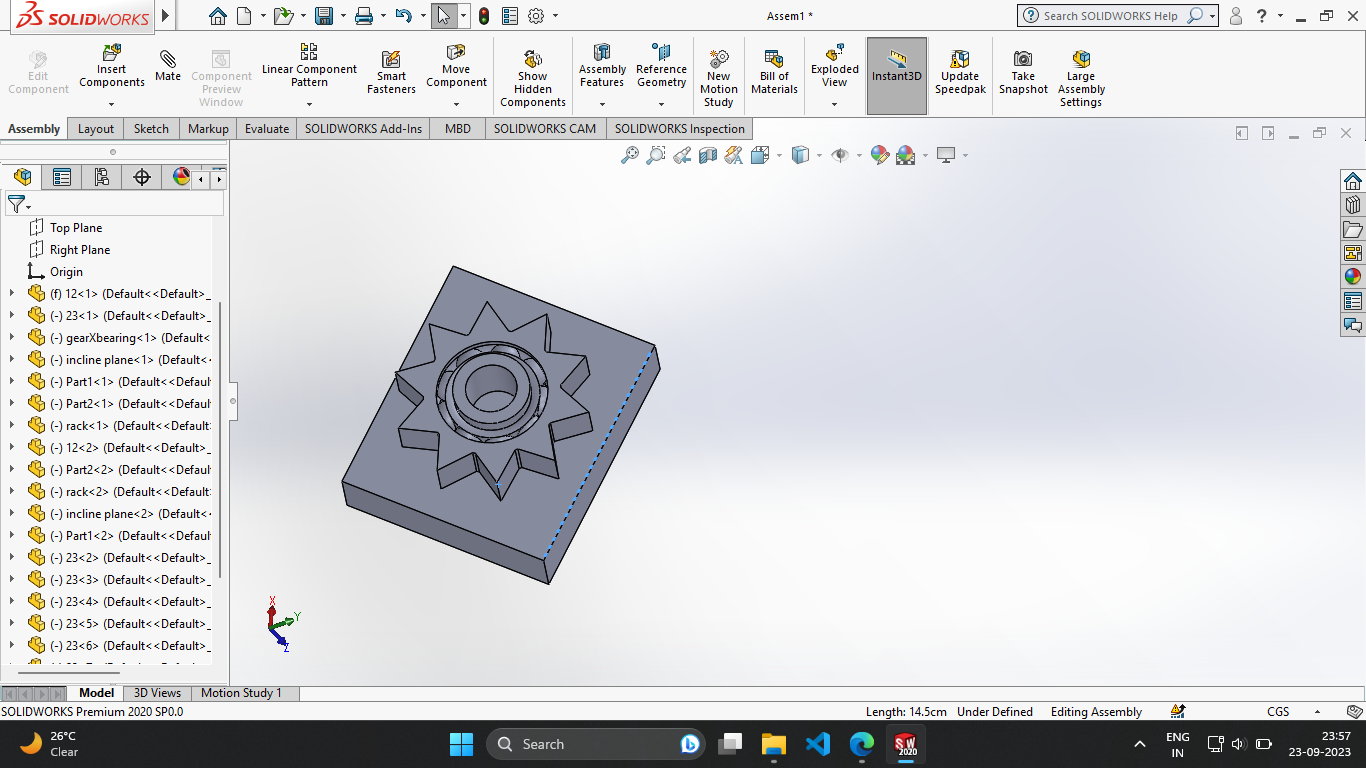 SOLIDWORKS
Assem1 *
Search SOLIDWORKS Help
Edit Component
Insert Components
Mate
Component Preview Window
Linear Component Pattern
Smart Fasteners
Move Component
Show Hidden Components
Assembly Features
Reference Geometry
New Motion Study
Bill of Materials
Exploded View
Instant3D
Update Speedpak
Take Snapshot
Large Assembly Settings
Assembly
Layout
Sketch
Markup
Evaluate
SOLIDWORKS Add-Ins
MBD
SOLIDWORKS CAM
SOLIDWORKS Inspection
Top Plane
Right Plane
Origin
(f) 12<1> (Default<<Default>_
(-) 23<1> (Default<<Default>_
(-) gearXbearing<1> (Default<
(-) incline plane<1> (Default<
(-) Part1<1> (Default<<Defaul
(-) Part2<1> (Default<<Defaul
(-) rack<1> (Default<<Default
(-) 12<2> (Default<<Default>_
(-) Part2<2> (Default<<Defaul
(-) rack<2> (Default<<Default
(-) incline plane<2> (Default<
(-) Part1<2> (Default<<Defaul
(-) 23<2> (Default<<Default>_
(-) 23<3> (Default<<Default>_
(-) 23<4> (Default<<Default>_
(-) 23<5> (Default<<Default>_
(-) 23<6> (Default<<Default>_
X
Y
Z
Model
3D Views
Motion Study 1
SOLIDWORKS Premium 2020 SP0.0
Length: 14.5cm
Under Defined
Editing Assembly
CGS
26°C
Clear
Search
SW
2020
ENG
IN
23:57
23-09-2023